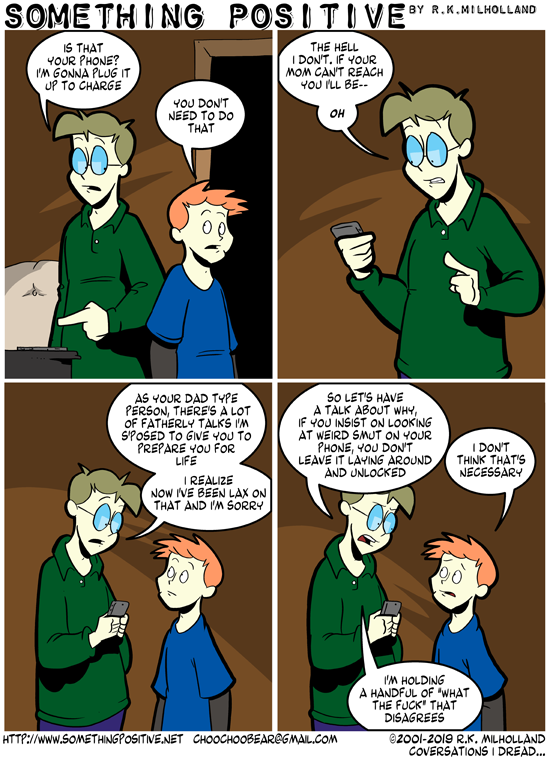 SOMETHING POSITIVE BY R.K.MILHOLLAND
IS THAT
YOUR PHONE?
I'M GONNA PLUG IT
UP TO CHARGE
YOU DON'T
NEED TO DO
THAT
THE HELL
I DON'T. IF YOUR
MOM CAN'T REACH
YOU I'LL BE--
OH
AS YOUR DAD TYPE
PERSON, THERE'S A LOT
OF FATHERLY TALKS I'M
S'POSED TO GIVE YOU TO
PREPARE YOU FOR
LIFE
I REALIZE
NOW I'VE BEEN LAX ON
THAT AND I'M SORRY
SO LET'S HAVE
A TALK ABOUT WHY,
IF YOU INSIST ON LOOKING
AT WEIRD SMUT ON YOUR
PHONE, YOU DON'T
LEAVE IT LAYING AROUND
AND UNLOCKED
I DON'T
THINK THAT'S
NECESSARY
I'M HOLDING
A HANDFUL OF "WHAT
THE FUCK" THAT
DISAGREES
HTTP://WWW.SOMETHINGPOSITIVE.NET CHOOCHOOBEAR@GMAIL.COM ©2001-2019 R.K. MILHOLLAND
COVERSATIONS I DREAD...